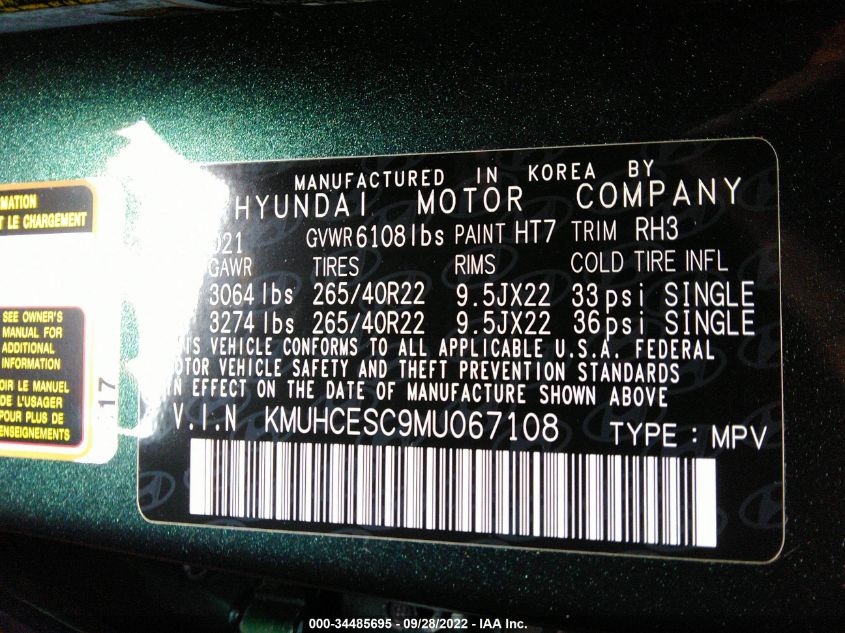 MANUFACTURED IN KOREA BY
HYUNDAI MOTOR COMPANY
GVWR 6108 lbs PAINT HT7 TRIM RH3
GAWR TIRES RIMS COLD TIRE INFL
3064 lbs 265/40R22 9.5JX22 33 psi SINGLE
3274 lbs 265/40R22 9.5JX22 36 psi SINGLE
VEHICLE CONFORMS TO ALL APPLICABLE U.S.A. FEDERAL
VEHICLE SAFETY AND THEFT PREVENTION STANDARDS
IN EFFECT ON THE DATE OF MANUFACTURE SHOWN ABOVE
V.I.N KMUHCESC9MU067108 TYPE : MPV
LE CHARGEMENT
SEE OWNER'S
MANUAL FOR
ADDITIONAL
INFORMATION
LE MANUEL
DE L'USAGER
POUR PLUS DE
000-34485695 - 09/28/2022 - IAA Inc.